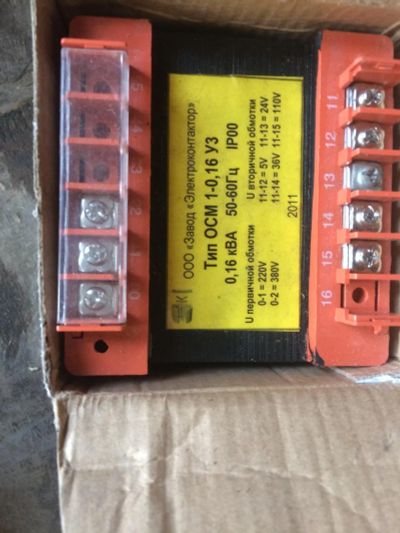 ООО «Завод «Электроконтактор»
Тип ОСМ 1-0,16 У3
0,16 кВА 50-60Гц IP00
U первичной обмотки
0-1 = 220V
0-2 = 380V
U вторичной обмотки
11-12 = 5V 11-13 = 24V
11-14 = 36V 11-15 = 110V
2011
5
4
3
2
1
0
11
12
13
14
15
16